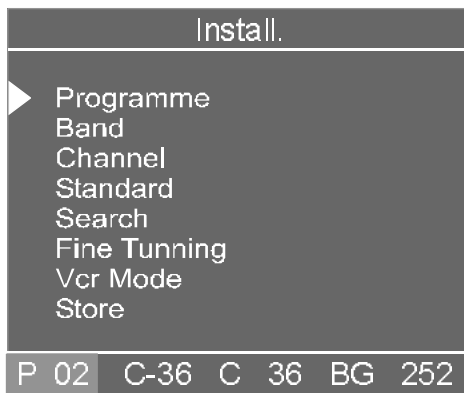 Install.
Programme
Band
Channel
Standard
Search
Fine Tunning
Vcr Mode
Store
P 02 C-36 C 36 BG 252